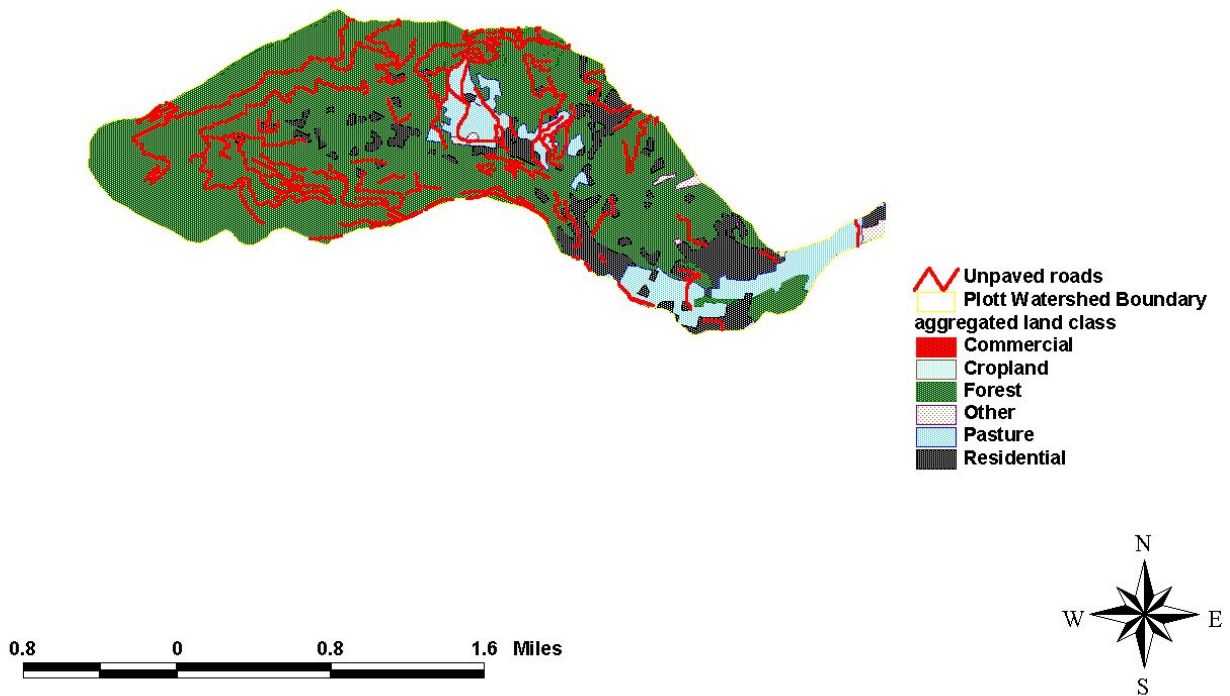 Unpaved roads
Plott Watershed Boundary
aggregated land class
Commercial
Cropland
Forest
Other
Pasture
Residential
N
W E
S
0.8 0 0.8 1.6 Miles